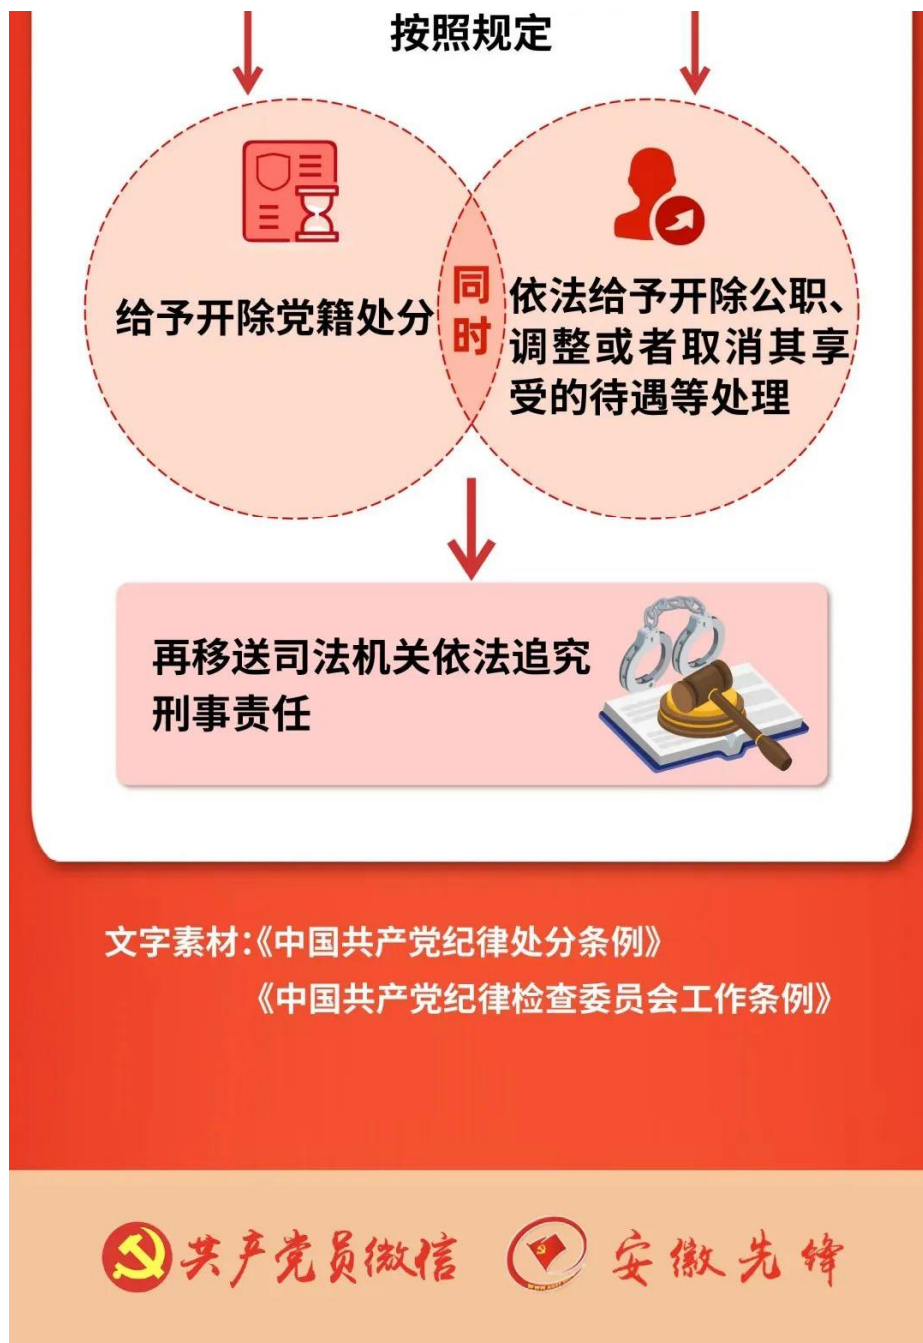 按照规定
给予开除党籍处分
同时
依法给予开除公职、
调整或者取消其享
受的待遇等处理
再移送司法机关依法追究
刑事责任
文字素材:《中国共产党纪律处分条例》
《中国共产党纪律检查委员会工作条例》
共产党员微信
安徽先锋